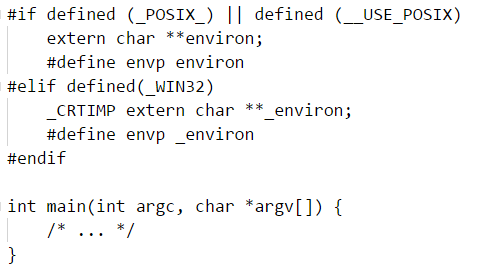 #if defined (_POSIX_) || defined (__USE_POSIX)
    extern char **environ;
    #define envp environ
#elif defined(_WIN32)
    _CRTIMP extern char **_environ;
    #define envp _environ
#endif

int main(int argc, char *argv[]) {
    /* ... */
}